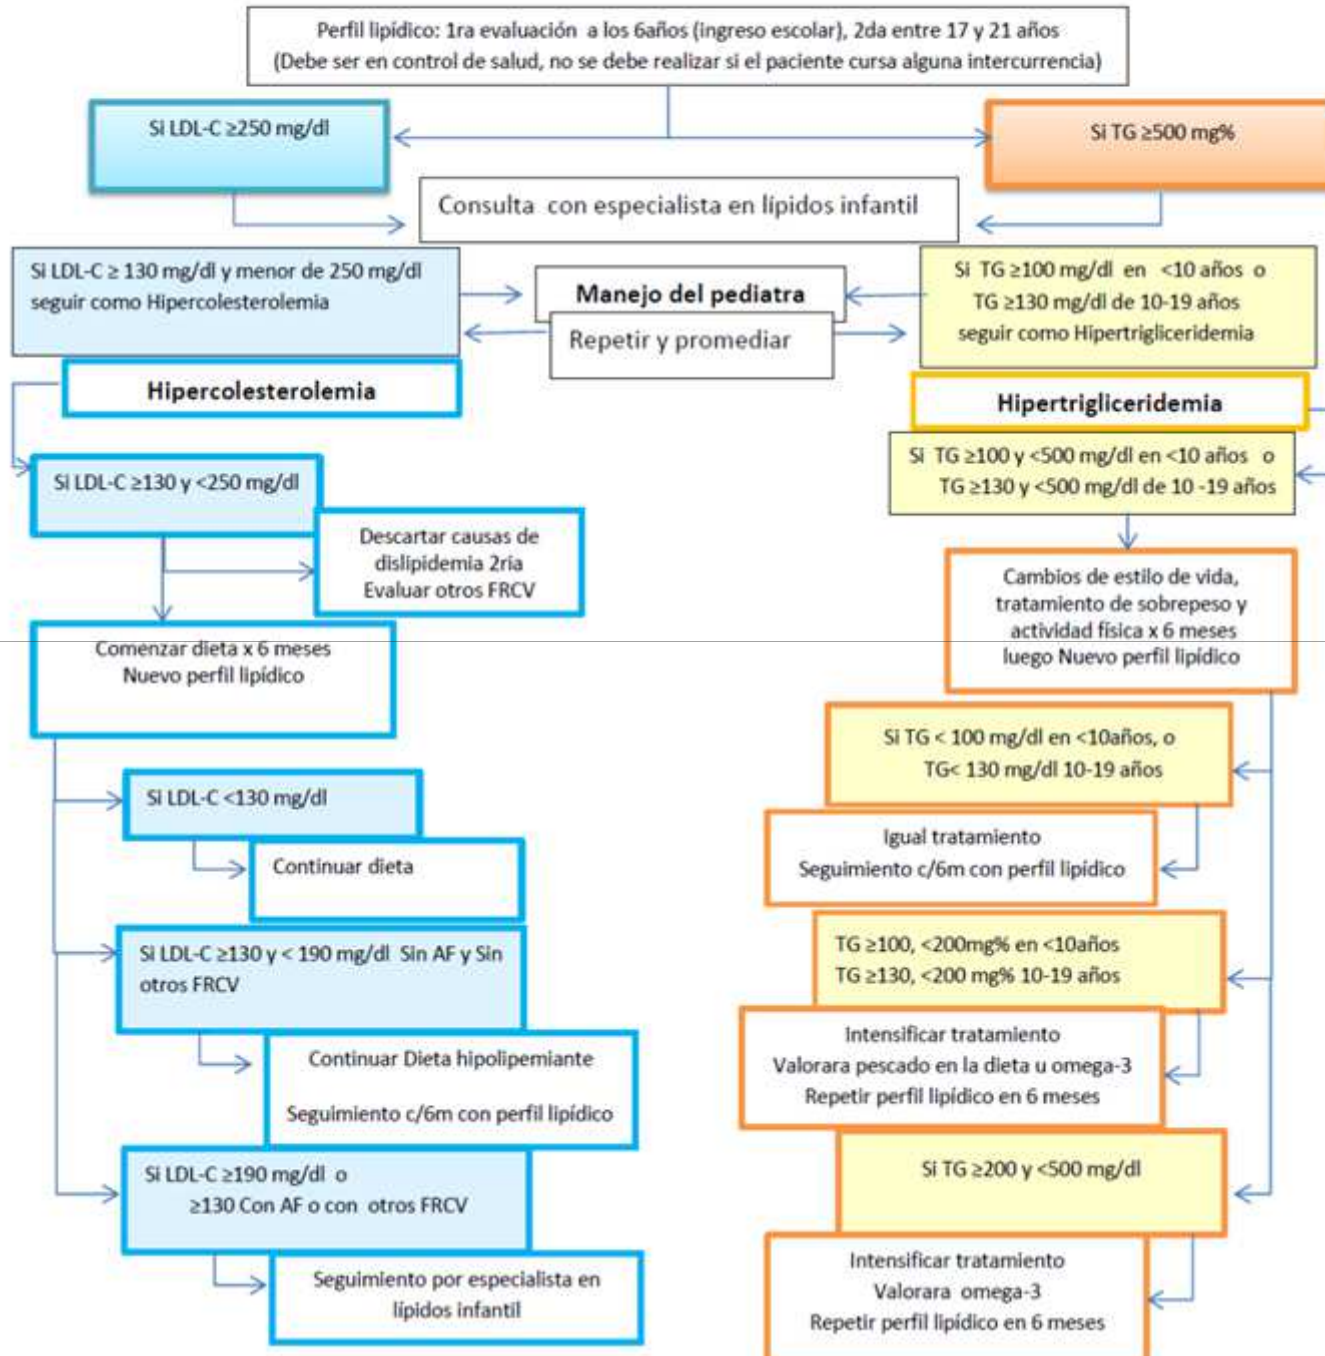 Perfil lipídico: 1ra evaluación a los 6años (ingreso escolar), 2da entre 17 y 21 años
(Debe ser en control de salud, no se debe realizar si el paciente cursa alguna intercurrencia)
Si LDL-C ≥250 mg/dl
Si TG ≥500 mg%
Consulta con especialista en lípidos infantil
Si LDL-C ≥ 130 mg/dl y menor de 250 mg/dl
seguir como Hipercolesterolemia
Manejo del pediatra
Repetir y promediar
Si TG ≥100 mg/dl en <10 años o
TG ≥130 mg/dl de 10-19 años
seguir como Hipertrigliceridemia
Hipercolesterolemia
Hipertrigliceridemia
Si LDL-C ≥130 y <250 mg/dl
Descartar causas de
dislipidemia 2ria
Evaluar otros FRCV
Comenzar dieta x 6 meses
Nuevo perfil lipídico
Si LDL-C <130 mg/dl
Continuar dieta
Si LDL-C ≥130 y < 190 mg/dl Sin AF y Sin
otros FRCV
Continuar Dieta hipolipemiante
Seguimiento c/6m con perfil lipídico
Si LDL-C ≥190 mg/dl o
≥130 Con AF o con otros FRCV
Seguimiento por especialista en
lípidos infantil
Si TG ≥100 y <500 mg/dl en <10 años o
TG ≥130 y <500 mg/dl de 10 -19 años
Cambios de estilo de vida,
tratamiento de sobrepeso y
actividad física x 6 meses
luego Nuevo perfil lipídico
Si TG < 100 mg/dl en <10años, o
TG< 130 mg/dl 10-19 años
Igual tratamiento
Seguimiento c/6m con perfil lipídico
TG ≥100, <200mg% en <10años
TG ≥130, <200 mg% 10-19 años
Intensificar tratamiento
Valorara pescado en la dieta u omega-3
Repetir perfil lipídico en 6 meses
Si TG ≥200 y <500 mg/dl
Intensificar tratamiento
Valorara omega-3
Repetir perfil lipídico en 6 meses